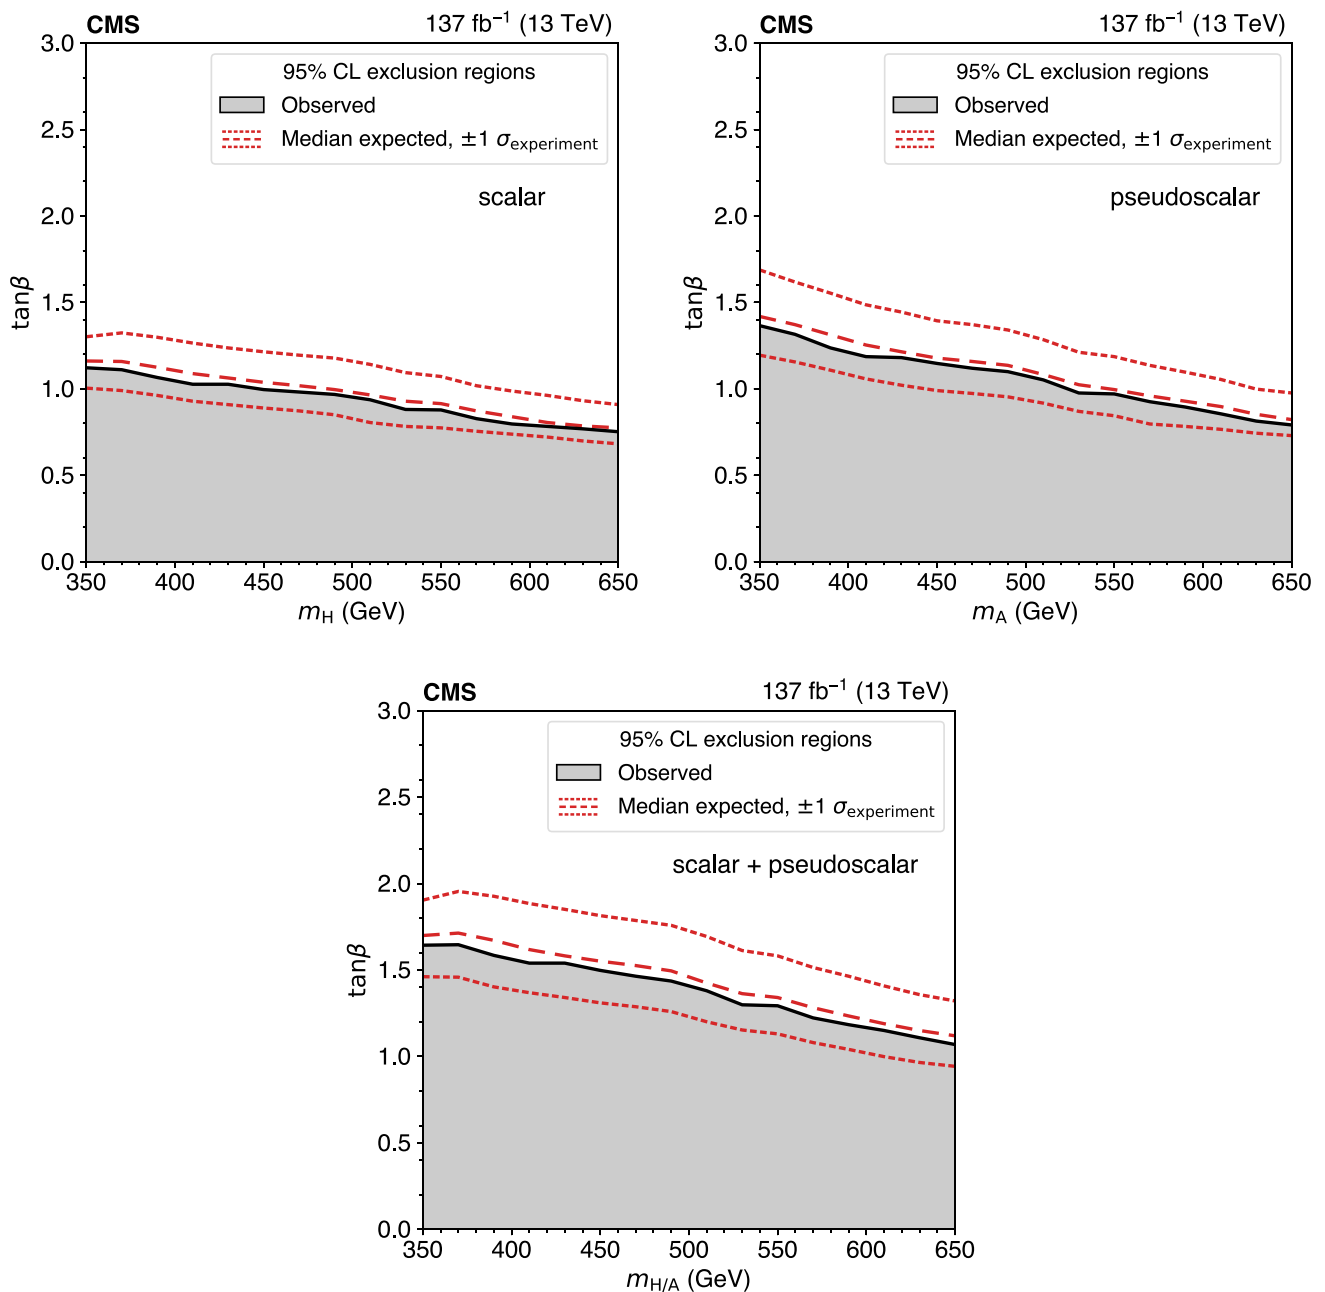 CMS 137 fb⁻¹ (13 TeV)
95% CL exclusion regions
Observed
Median expected, ±1 σexperiment
scalar
tanβ
3.0
2.5
2.0
1.5
1.0
0.5
0.0
350 400 450 500 550 600 650
mH (GeV)
CMS 137 fb⁻¹ (13 TeV)
95% CL exclusion regions
Observed
Median expected, ±1 σexperiment
pseudoscalar
tanβ
3.0
2.5
2.0
1.5
1.0
0.5
0.0
350 400 450 500 550 600 650
mA (GeV)
CMS 137 fb⁻¹ (13 TeV)
95% CL exclusion regions
Observed
Median expected, ±1 σexperiment
scalar + pseudoscalar
tanβ
3.0
2.5
2.0
1.5
1.0
0.5
0.0
350 400 450 500 550 600 650
mH/A (GeV)